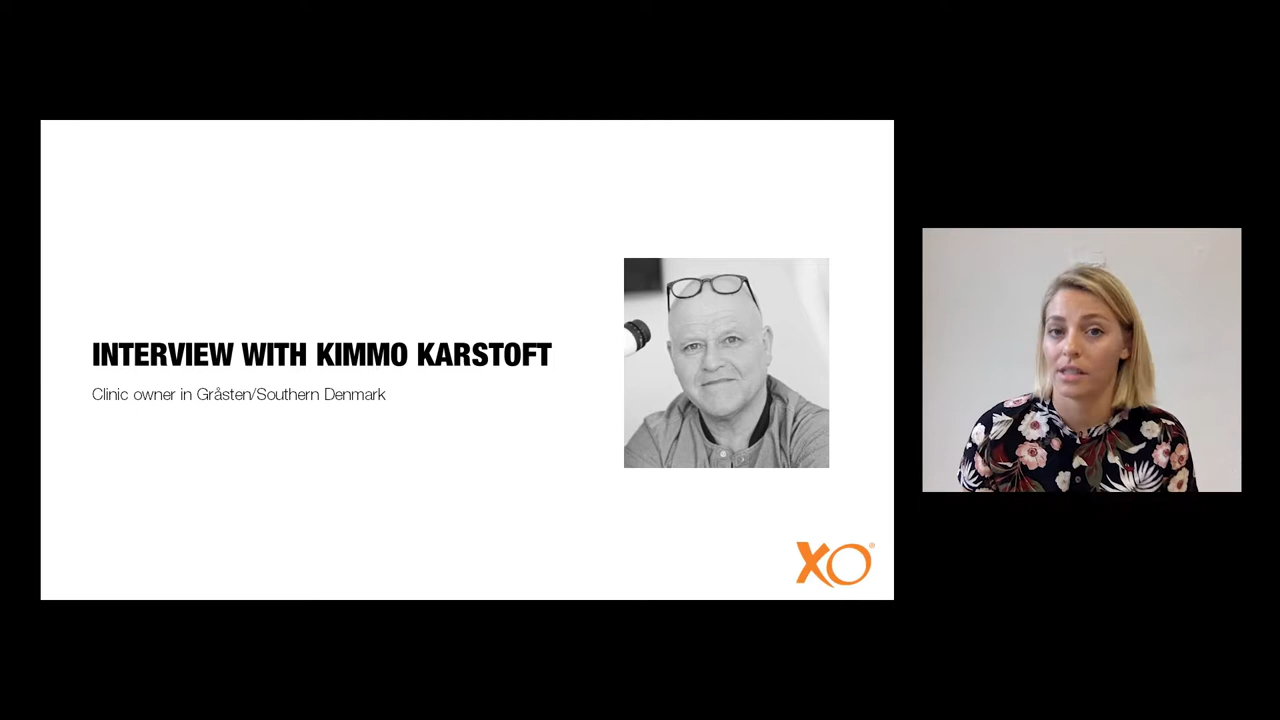 INTERVIEW WITH KIMMO KARSTOFT
Clinic owner in Gråsten/Southern Denmark
XO®